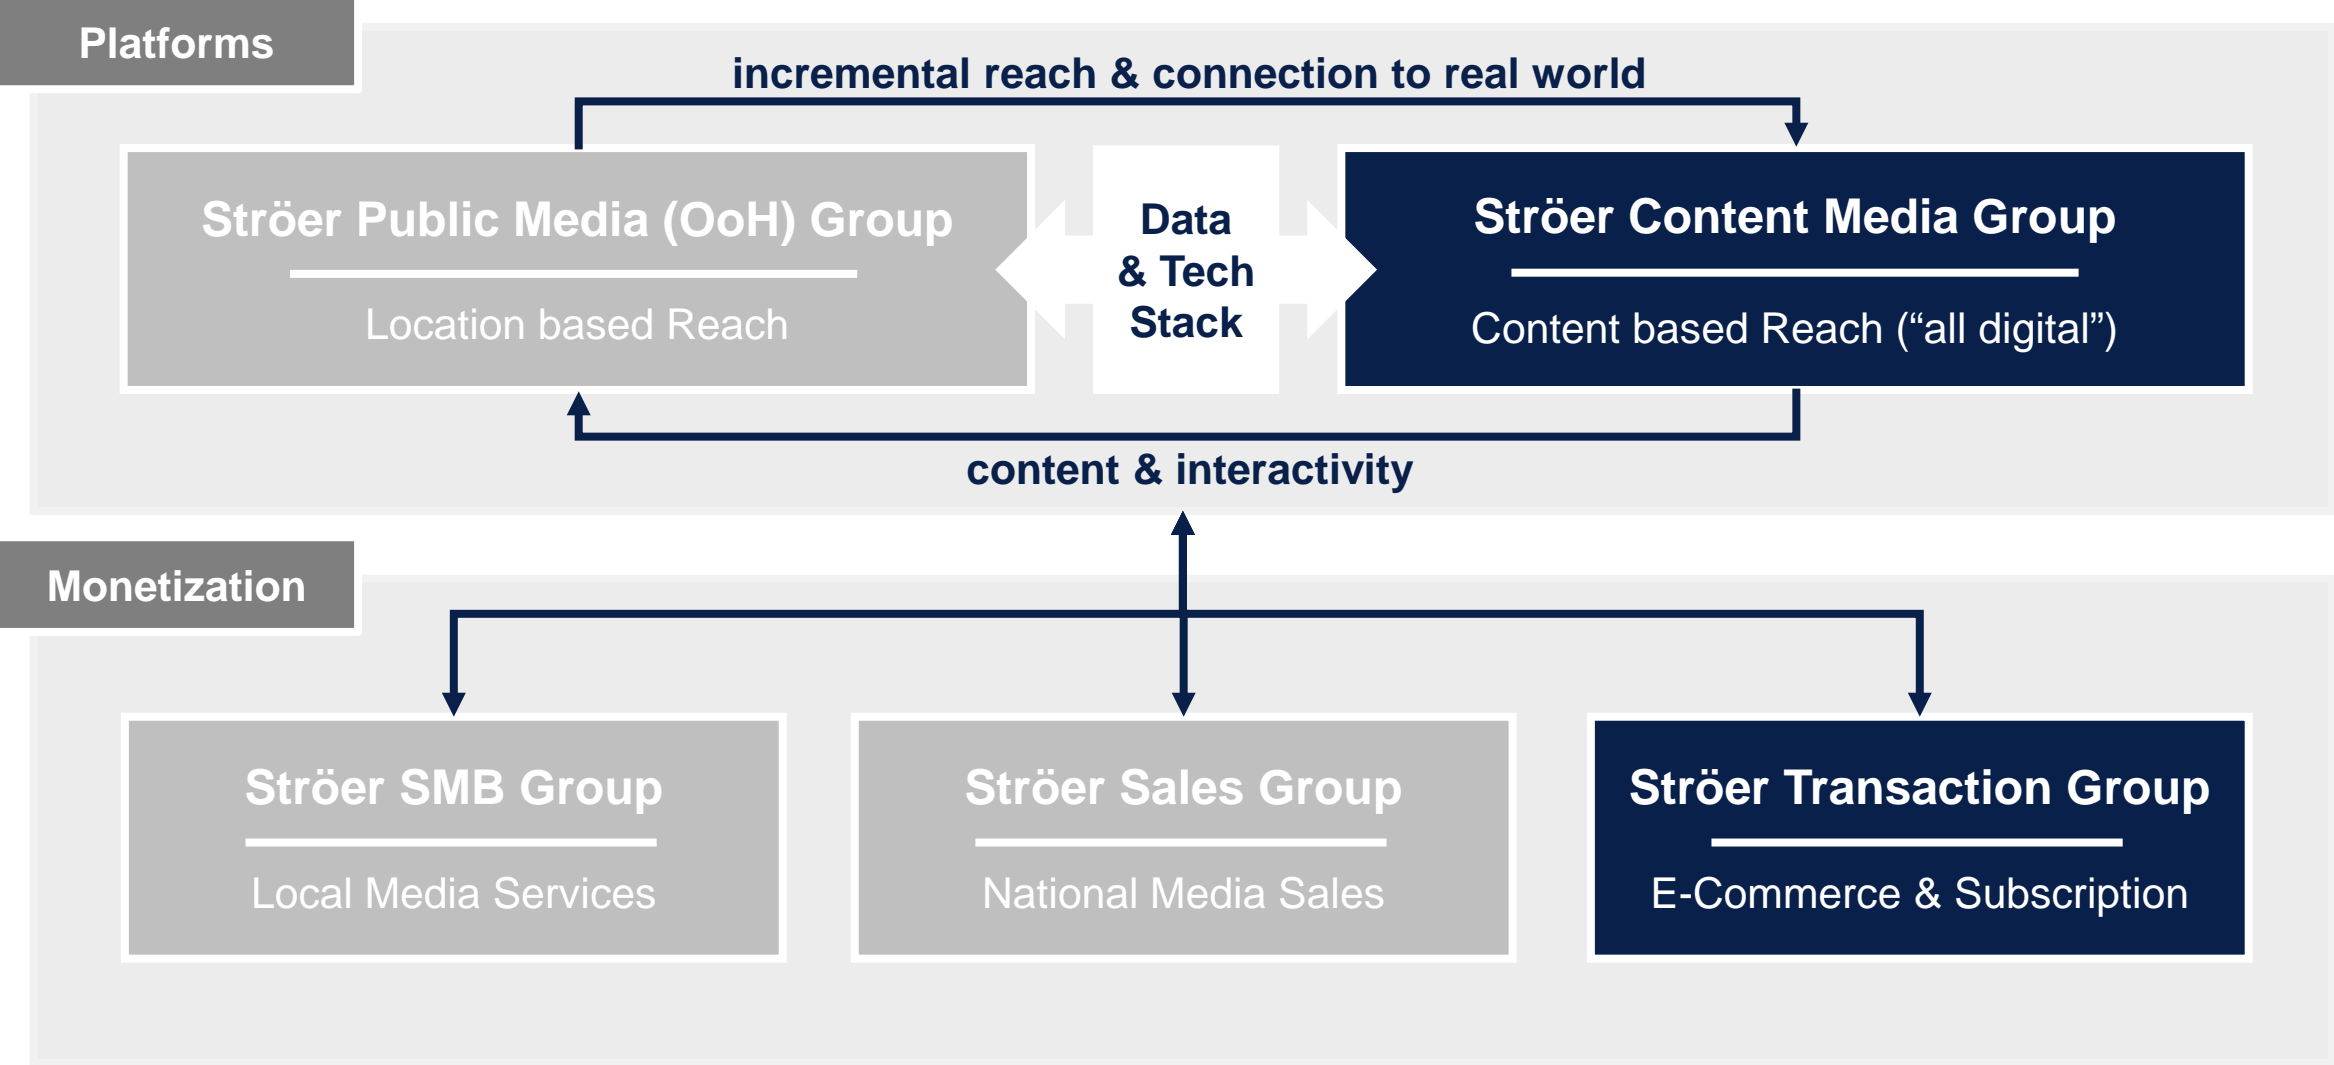 Platforms
incremental reach & connection to real world
Ströer Public Media (OoH) Group
Location based Reach
Data
& Tech
Stack
Ströer Content Media Group
Content based Reach (“all digital”)
content & interactivity
Monetization
Ströer SMB Group
Local Media Services
Ströer Sales Group
National Media Sales
Ströer Transaction Group
E-Commerce & Subscription